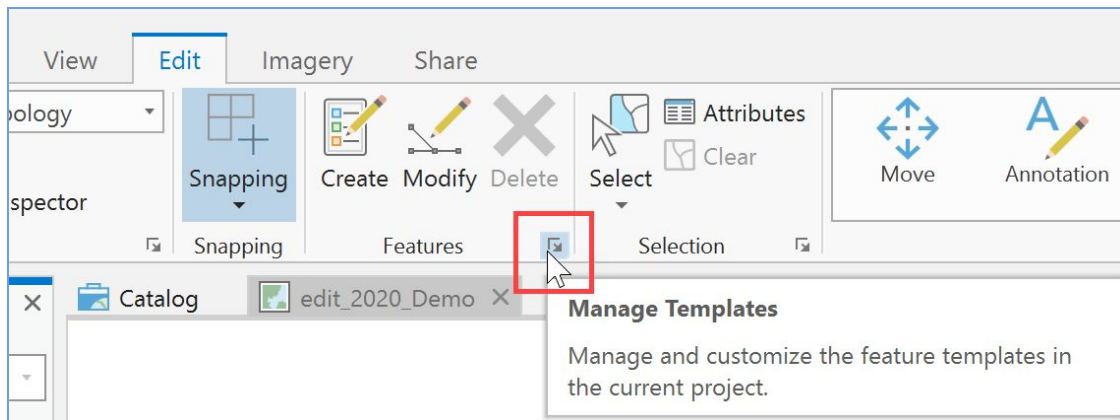 View Edit Imagery Share
pology
Attributes
Clear
Snapping Create Modify Delete Select Move Annotation
spector
Snapping Features Selection
Catalog edit_2020_Demo
Manage Templates
Manage and customize the feature templates in
the current project.